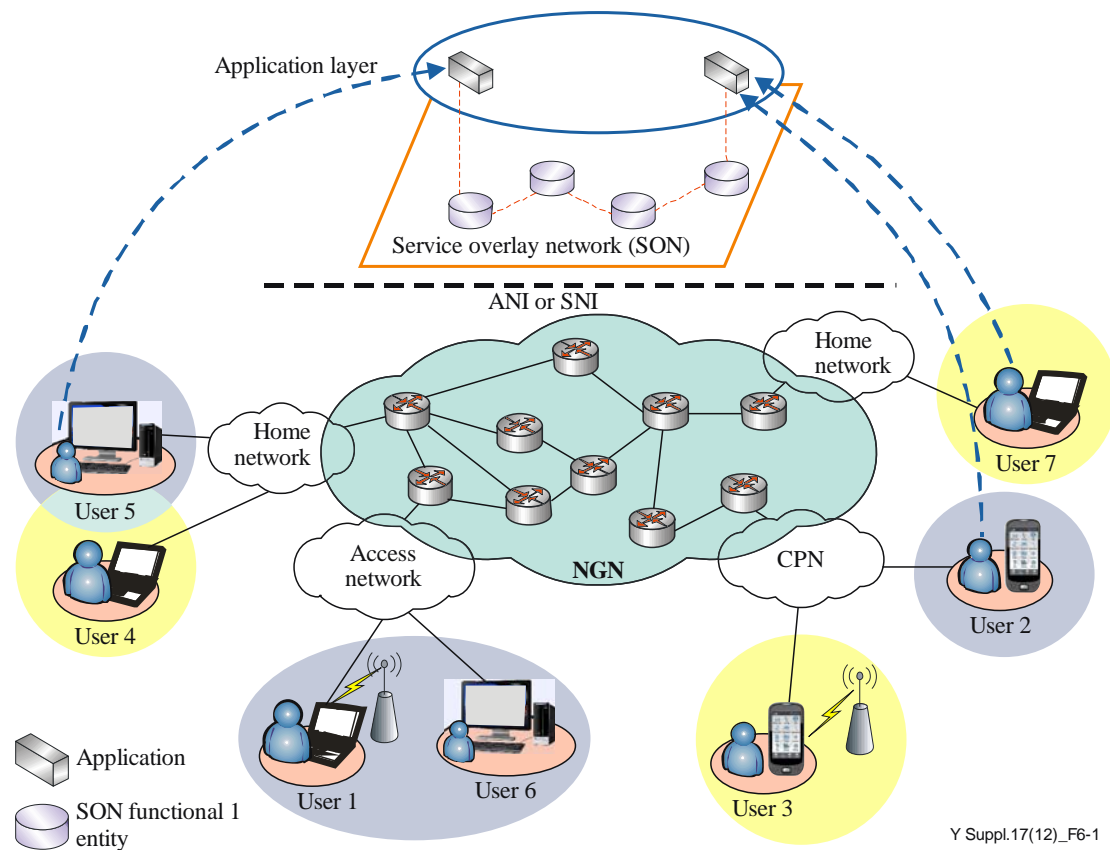 Application layer
Service overlay network (SON)
ANI or SNI
Home
network
Home
network
User 7
User 5
Access
network
NGN
CPN
User 4
User 2
User 1
User 6
User 3
Application
SON functional 1
entity
Y Suppl.17(12)_F6-1